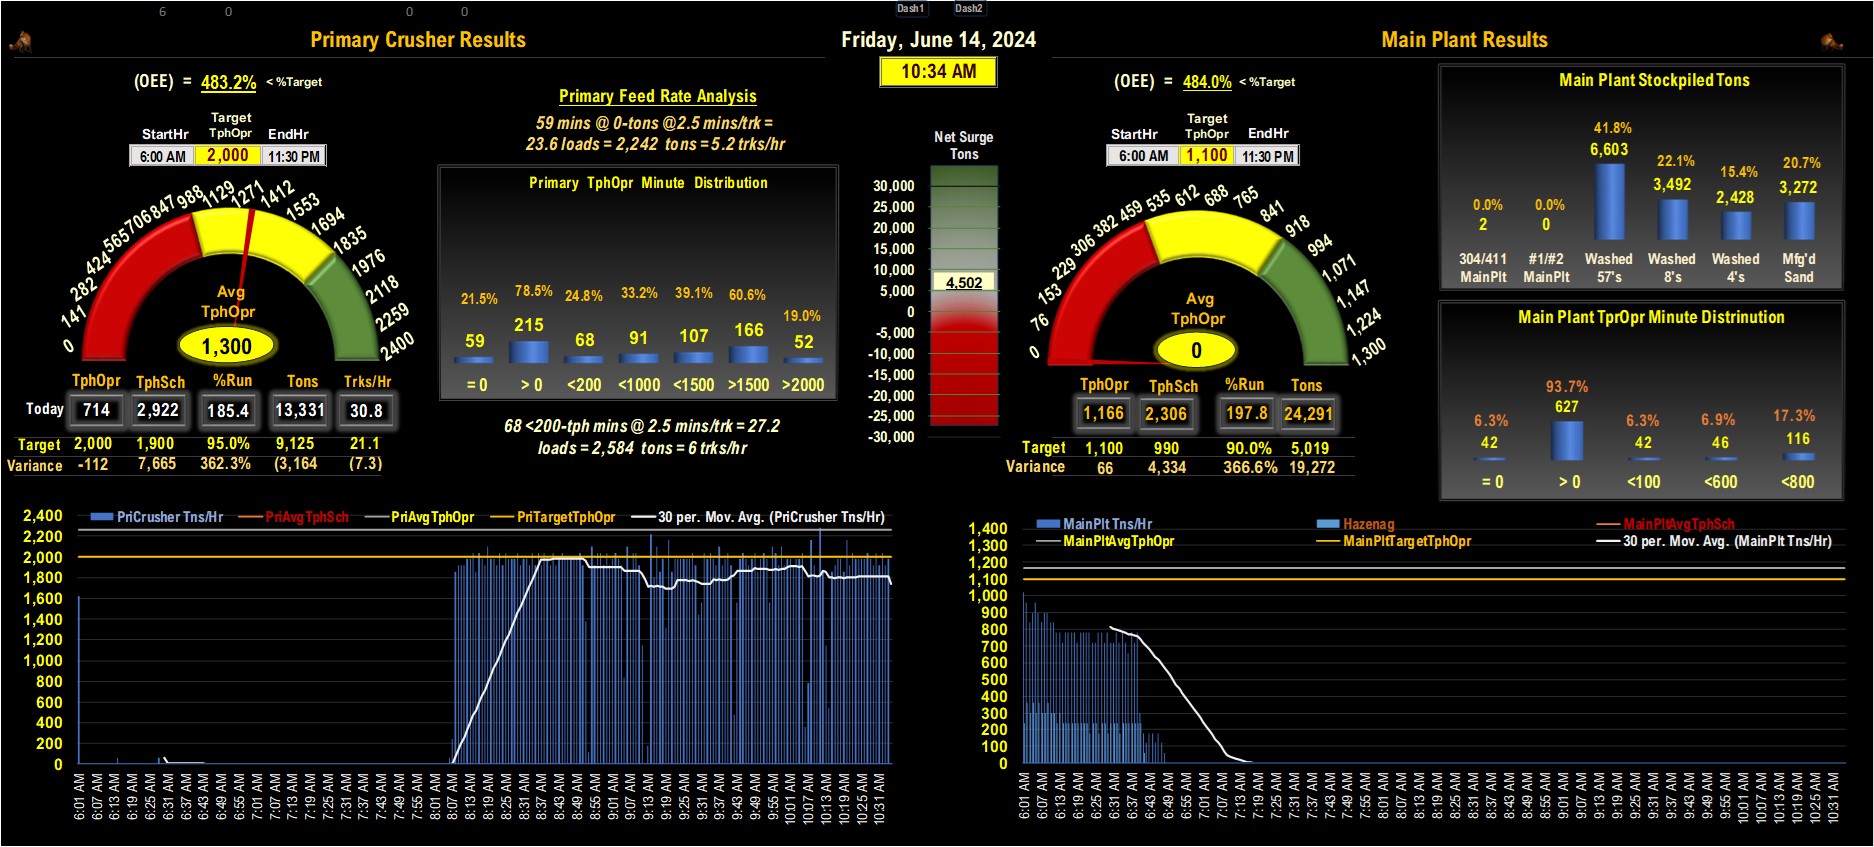 6 0 0 0 Dash1 Dash2
Primary Crusher Results
Friday, June 14, 2024
Main Plant Results
10:34 AM
(OEE) = 483.2% < %Target
Target
StartHr TphOpr EndHr
6:00 AM 2,000 11:30 PM
0 141 282 424 565 706 847 988 1129 1271 1412 1553 1694 1835 1976 2118 2259 2400
Avg
TphOpr
1,300
TphOpr TphSch %Run Tons Trks/Hr
Today 714 2,922 185.4 13,331 30.8
Target 2,000 1,900 95.0% 9,125 21.1
Variance -112 7,665 362.3% (3,164 (7.3)
Primary Feed Rate Analysis
59 mins @ 0-tons @2.5 mins/trk =
23.6 loads = 2,242 tons = 5.2 trks/hr
Primary TphOpr Minute Distribution
21.5% 78.5% 24.8% 33.2% 39.1% 60.6% 19.0%
59 215 68 91 107 166 52
= 0 > 0 <200 <1000 <1500 >1500 >2000
68 <200-tph mins @ 2.5 mins/trk = 27.2
loads = 2,584 tons = 6 trks/hr
Net Surge
Tons
30,000
25,000
20,000
15,000
10,000
4,502
5,000
0
-5,000
-10,000
-15,000
-20,000
-25,000
-30,000
(OEE) = 484.0% < %Target
Target
StartHr TphOpr EndHr
6:00 AM 1,100 11:30 PM
0 76 153 229 306 382 459 535 612 688 765 841 918 994 1,071 1,147 1,224 1,300
Avg
TphOpr
0
TphOpr TphSch %Run Tons
1,166 2,306 197.8 24,291
Target 1,100 990 90.0% 5,019
Variance 66 4,334 366.6% 19,272
Main Plant Stockpiled Tons
0.0% 0.0% 41.8% 22.1% 15.4% 20.7%
2 0 6,603 3,492 2,428 3,272
304/411 #1/#2 Washed Washed Washed Mfg'd
MainPlt MainPlt 57's 8's 4's Sand
Main Plant TprOpr Minute Distrinution
6.3% 93.7% 6.3% 6.9% 17.3%
42 627 42 46 116
= 0 > 0 <100 <600 <800
PriCrusher Tns/Hr PriAvgTphSch PriAvgTphOpr PriTargetTphOpr 30 per. Mov. Avg. (PriCrusher Tns/Hr)
2,400
2,200
2,000
1,800
1,600
1,400
1,200
1,000
800
600
400
200
0
6:01 AM 6:07 AM 6:13 AM 6:19 AM 6:25 AM 6:31 AM 6:37 AM 6:43 AM 6:49 AM 6:55 AM 7:01 AM 7:07 AM 7:13 AM 7:19 AM 7:25 AM 7:31 AM 7:37 AM 7:43 AM 7:49 AM 7:55 AM 8:01 AM 8:07 AM 8:13 AM 8:19 AM 8:25 AM 8:31 AM 8:37 AM 8:43 AM 8:49 AM 8:55 AM 9:01 AM 9:07 AM 9:13 AM 9:19 AM 9:25 AM 9:31 AM 9:37 AM 9:43 AM 9:49 AM 9:55 AM 10:01 AM 10:07 AM 10:13 AM 10:19 AM 10:25 AM 10:31 AM
MainPlt Tns/Hr Hazenag MainPltAvgTphSch
MainPltAvgTphOpr MainPltTargetTphOpr 30 per. Mov. Avg. (MainPlt Tns/Hr)
1,400
1,300
1,200
1,100
1,000
900
800
700
600
500
400
300
200
100
0
6:01 AM 6:07 AM 6:13 AM 6:19 AM 6:25 AM 6:31 AM 6:37 AM 6:43 AM 6:49 AM 6:55 AM 7:01 AM 7:07 AM 7:13 AM 7:19 AM 7:25 AM 7:31 AM 7:37 AM 7:43 AM 7:49 AM 7:55 AM 8:01 AM 8:07 AM 8:13 AM 8:19 AM 8:25 AM 8:31 AM 8:37 AM 8:43 AM 8:49 AM 8:55 AM 9:01 AM 9:07 AM 9:13 AM 9:19 AM 9:25 AM 9:31 AM 9:37 AM 9:43 AM 9:49 AM 9:55 AM 10:01 AM 10:07 AM 10:13 AM 10:19 AM 10:25 AM 10:31 AM